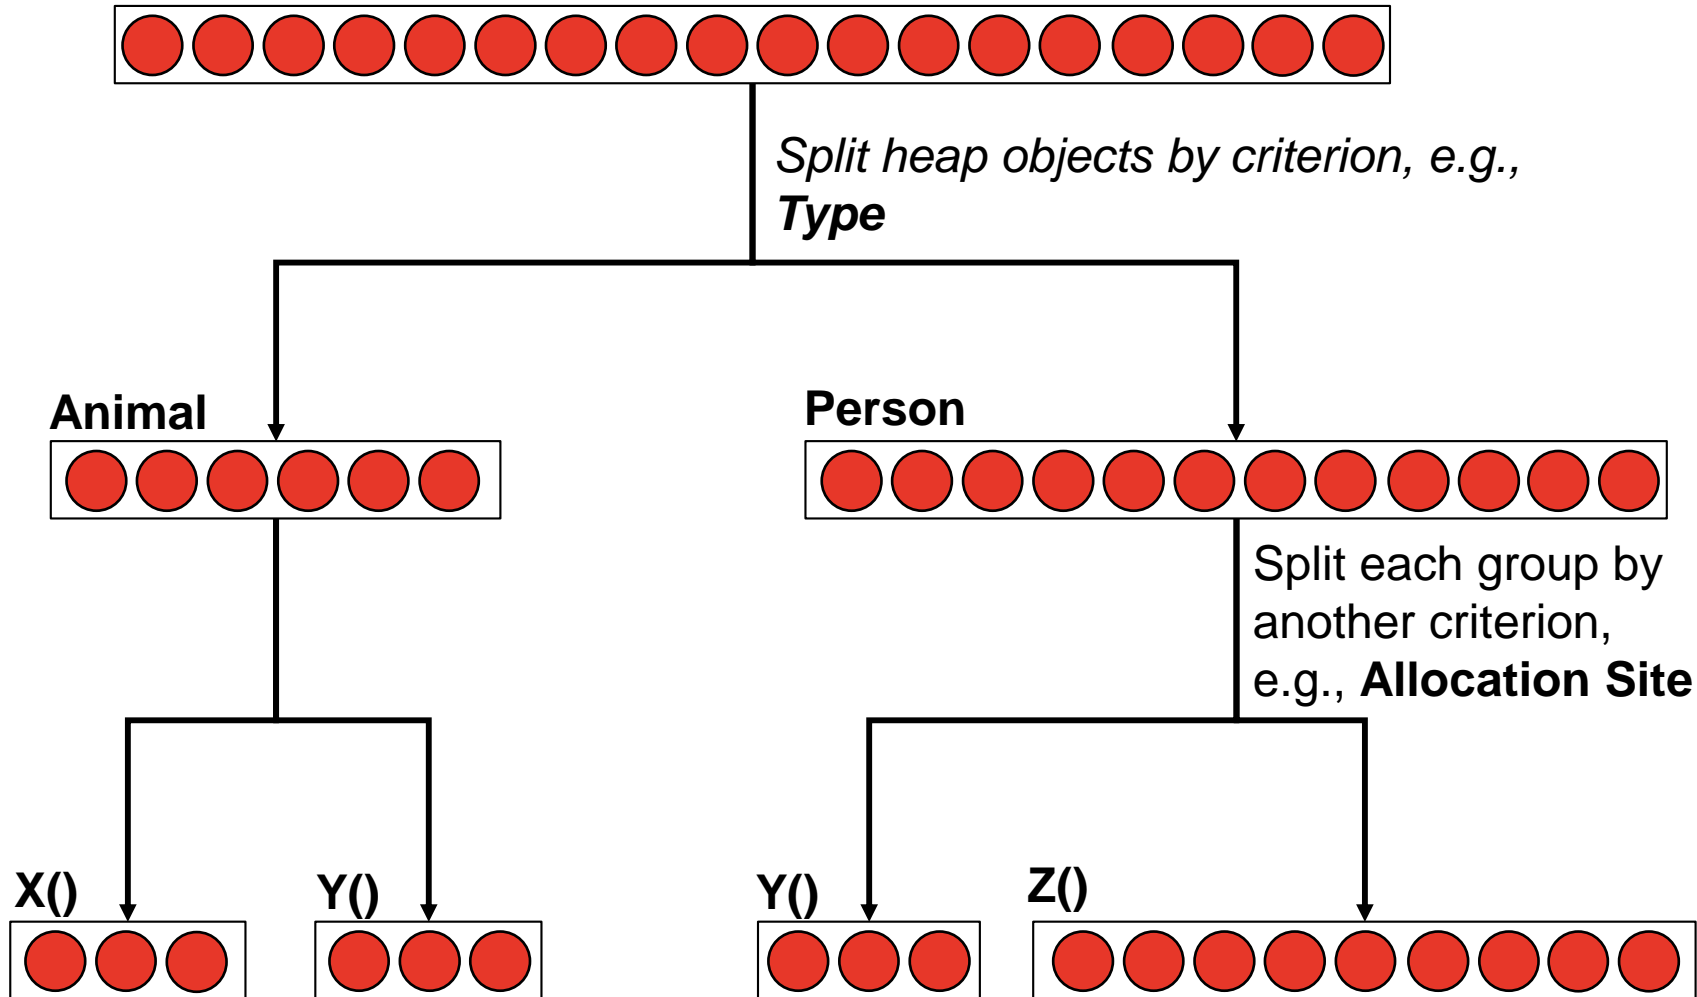 Split heap objects by criterion, e.g.,
Type
Animal
Person
Split each group by
another criterion,
e.g., Allocation Site
X()
Y()
Y()
Z()